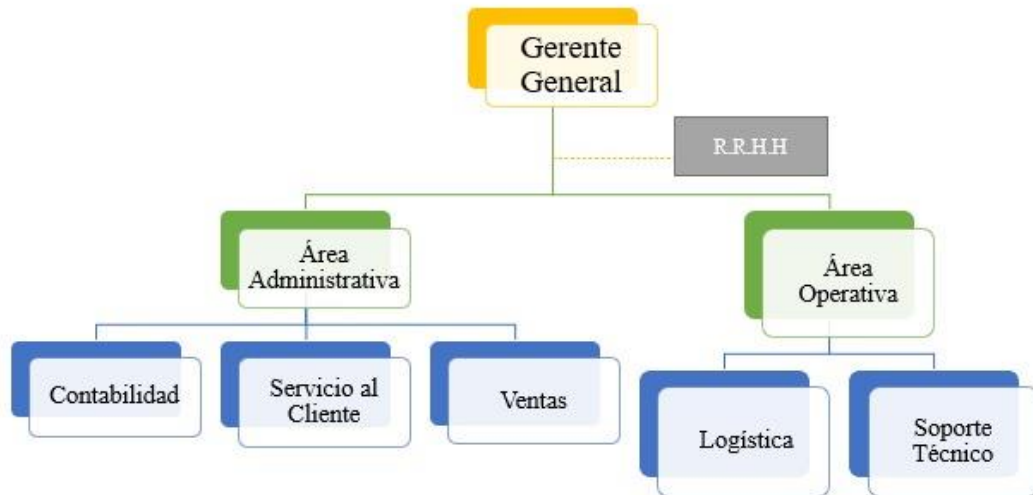 Gerente
General
R.R.H.H
Área
Administrativa
Área
Operativa
Contabilidad
Servicio al
Cliente
Ventas
Logística
Soporte
Técnico